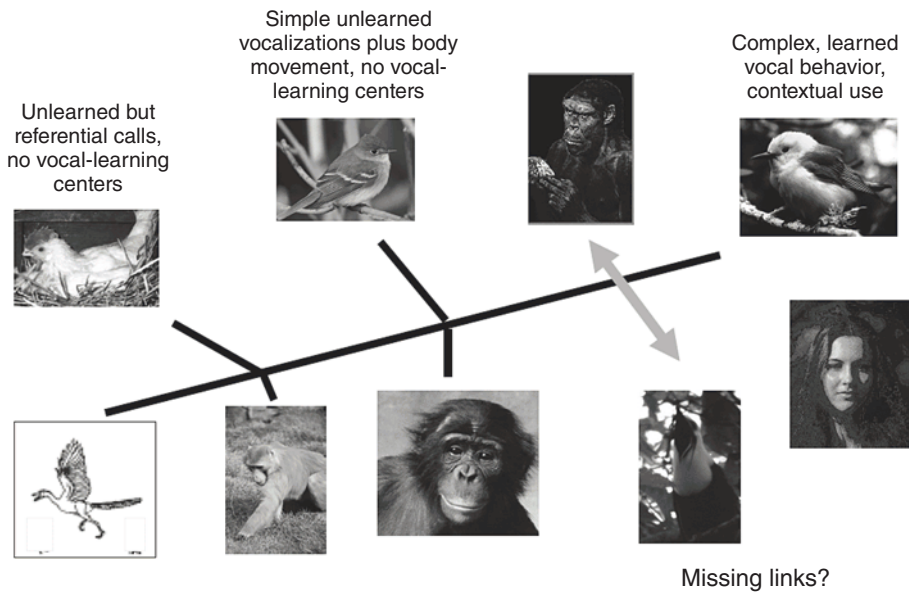 Simple unlearned
vocalizations plus body
movement, no vocal-
learning centers
Complex, learned
vocal behavior,
contextual use
Unlearned but
referential calls,
no vocal-learning
centers
Missing links?